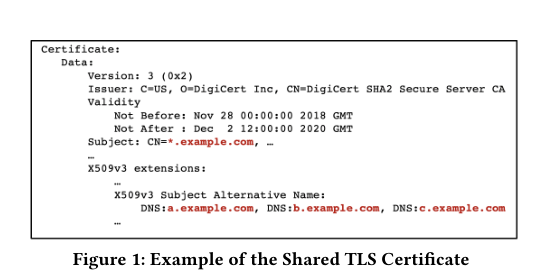 Certificate:
Data:
Version: 3 (0x2)
Issuer: C=US, O=DigiCert Inc, CN=DigiCert SHA2 Secure Server CA
Validity
Not Before: Nov 28 00:00:00 2018 GMT
Not After : Dec  2 12:00:00 2020 GMT
Subject: CN=*.example.com, …
…
X509v3 extensions:
…
X509v3 Subject Alternative Name:
DNS:a.example.com, DNS:b.example.com, DNS:c.example.com
…
Figure 1: Example of the Shared TLS Certificate